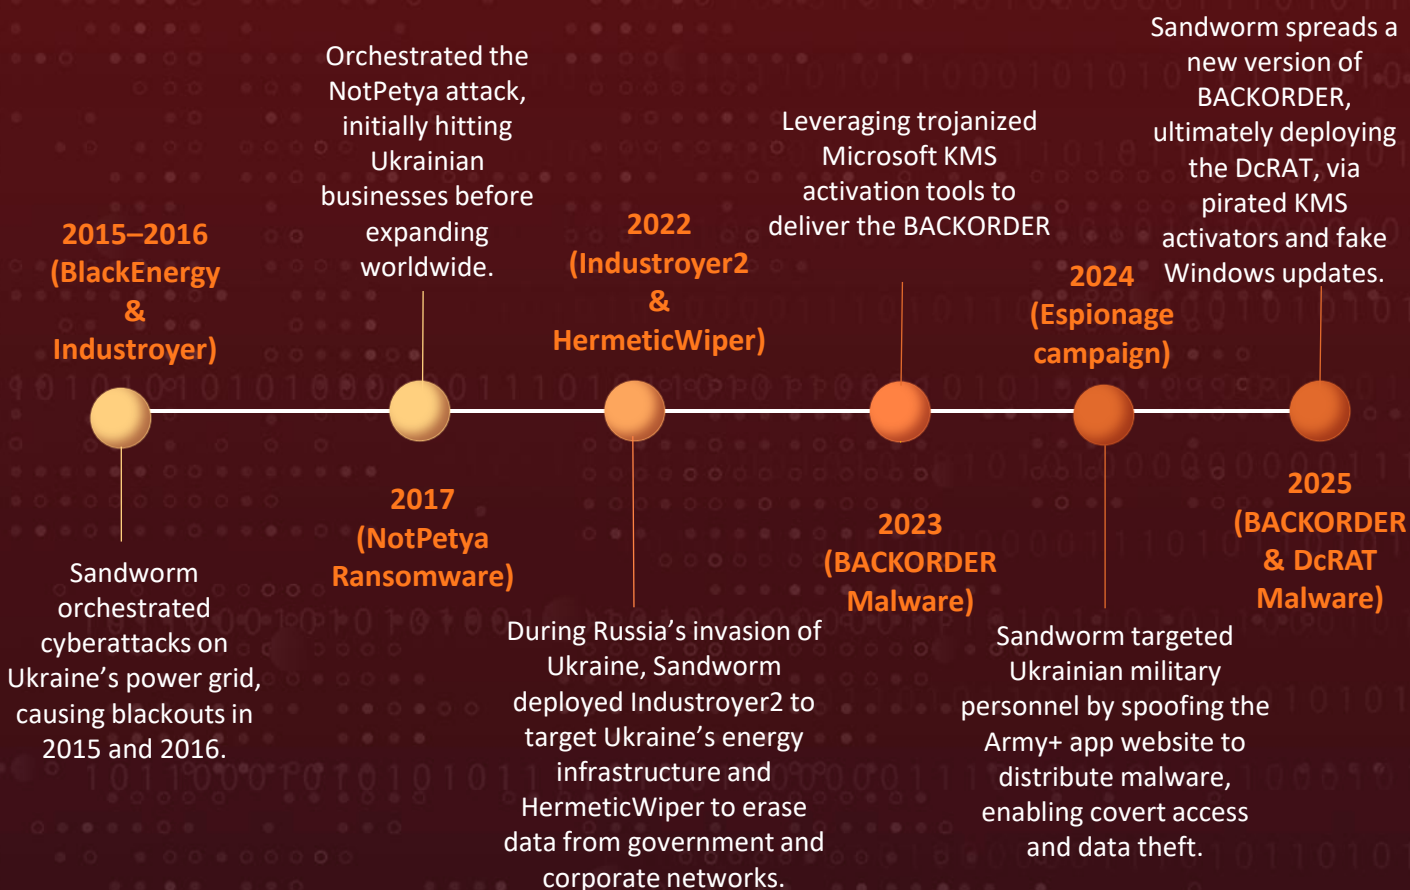 2015–2016
(BlackEnergy
&
Industroyer)
Sandworm
orchestrated
cyberattacks on
Ukraine’s power grid,
causing blackouts in
2015 and 2016.
Orchestrated the
NotPetya attack,
initially hitting
Ukrainian
businesses before
expanding
worldwide.
2017
(NotPetya
Ransomware)
2022
(Industroyer2
&
HermeticWiper)
During Russia’s invasion of
Ukraine, Sandworm
deployed Industroyer2 to
target Ukraine’s energy
infrastructure and
HermeticWiper to erase
data from government and
corporate networks.
Leveraging trojanized
Microsoft KMS
activation tools to
deliver the BACKORDER
2023
(BACKORDER
Malware)
2024
(Espionage
campaign)
Sandworm targeted
Ukrainian military
personnel by spoofing the
Army+ app website to
distribute malware,
enabling covert access
and data theft.
Sandworm spreads a
new version of
BACKORDER,
ultimately deploying
the DcRAT, via
pirated KMS
activators and fake
Windows updates.
2025
(BACKORDER
& DcRAT
Malware)